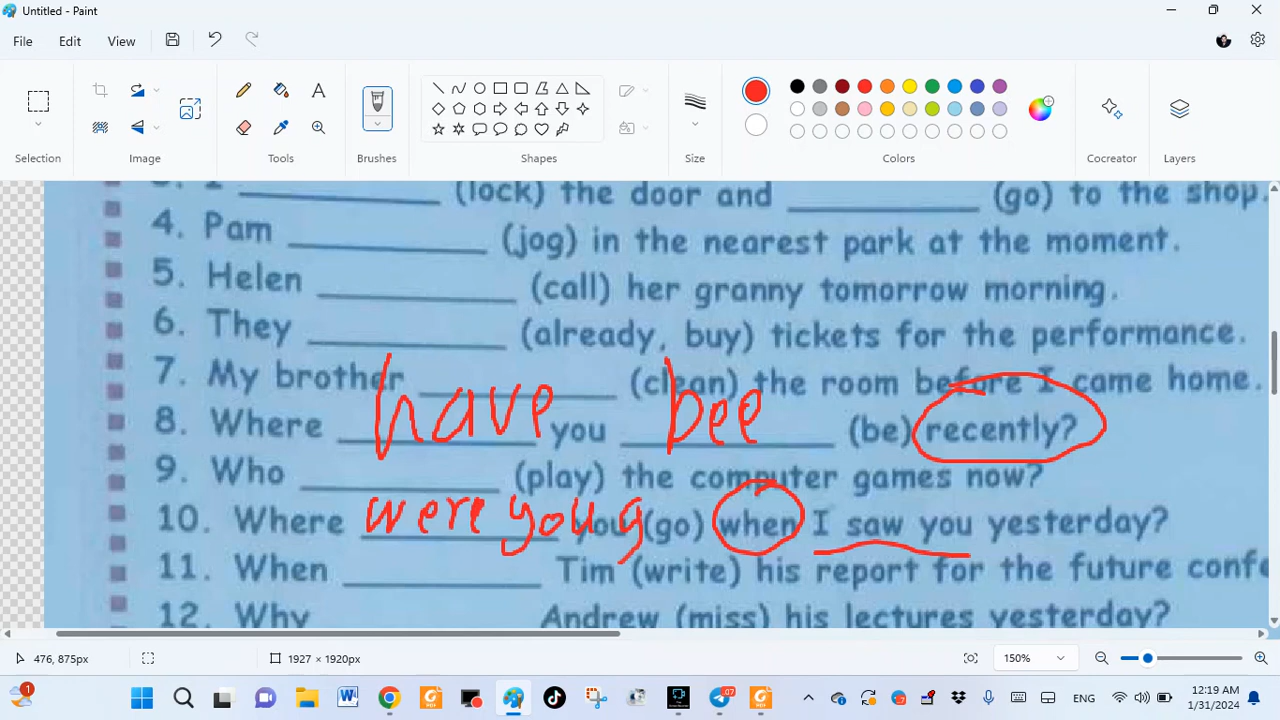 Untitled - Paint
File Edit View
Selection Image Tools Brushes Shapes Size Colors Cocreator Layers
(lock) the door and (go) to the shop.
4. Pam (jog) in the nearest park at the moment.
5. Helen (call) her granny tomorrow morning.
6. They (already, buy) tickets for the performance.
7. My brother (clean) the room before I came home.
8. Where have you bee (be) recently?
9. Who (play) the computer games now?
10. Where were you g you (go) when I saw you yesterday?
11. When Tim (write) his report for the future confe
12. Why Andrew (miss) his lectures yesterday?
476, 875px 1927 × 1920px 150%
ENG 12:19 AM
1/31/2024